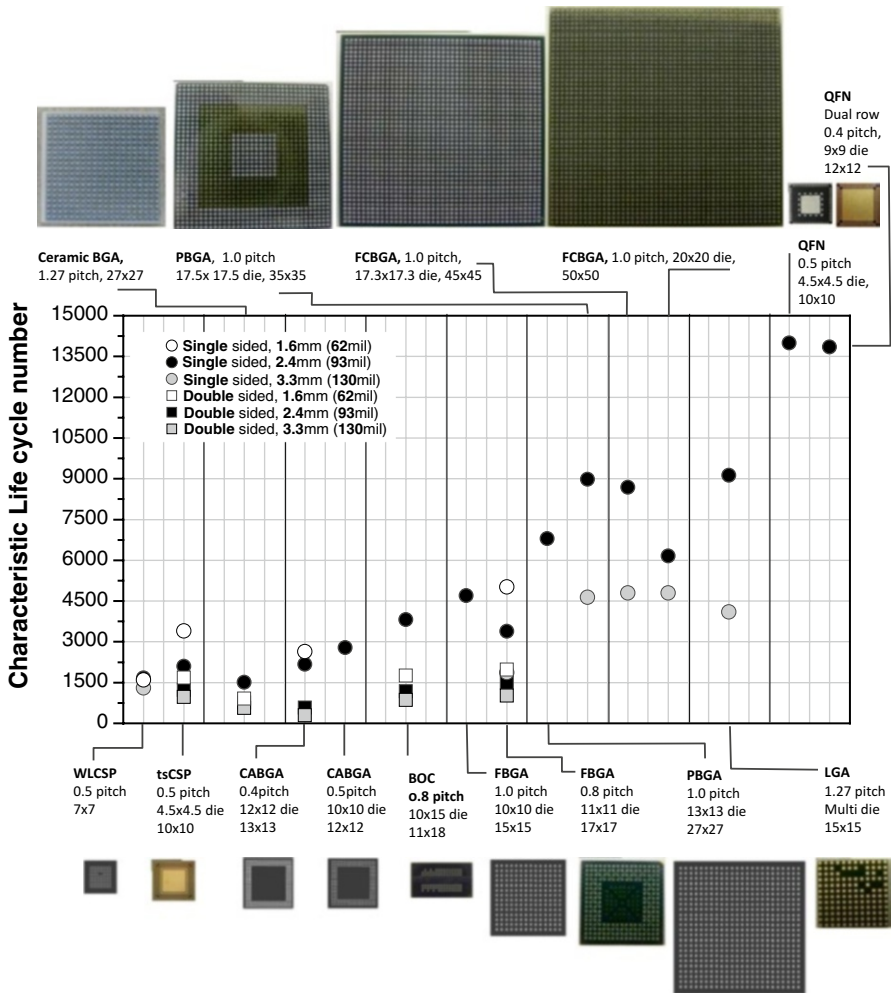 QFN
Dual row
0.4 pitch,
9x9 die
12x12
QFN
0.5 pitch
4.5x4.5 die,
10x10
Ceramic BGA,
1.27 pitch, 27x27
PBGA, 1.0 pitch
17.5x 17.5 die, 35x35
FCBGA, 1.0 pitch,
17.3x17.3 die, 45x45
FCBGA, 1.0 pitch, 20x20 die,
50x50
Characteristic Life cycle number
15000
13500
12000
10500
9000
7500
6000
4500
3000
1500
0
Single sided, 1.6mm (62mil)
Single sided, 2.4mm (93mil)
Single sided, 3.3mm (130mil)
Double sided, 1.6mm (62mil)
Double sided, 2.4mm (93mil)
Double sided, 3.3mm (130mil)
WLCSP
0.5 pitch
7x7
tsCSP
0.5 pitch
4.5x4.5 die
10x10
CABGA
0.4pitch
12x12 die
13x13
CABGA
0.5pitch
10x10 die
12x12
BOC
0.8 pitch
10x15 die
11x18
FBGA
1.0 pitch
10x10 die
15x15
FBGA
0.8 pitch
11x11 die
17x17
PBGA
1.0 pitch
13x13 die
27x27
LGA
1.27 pitch
Multi die
15x15